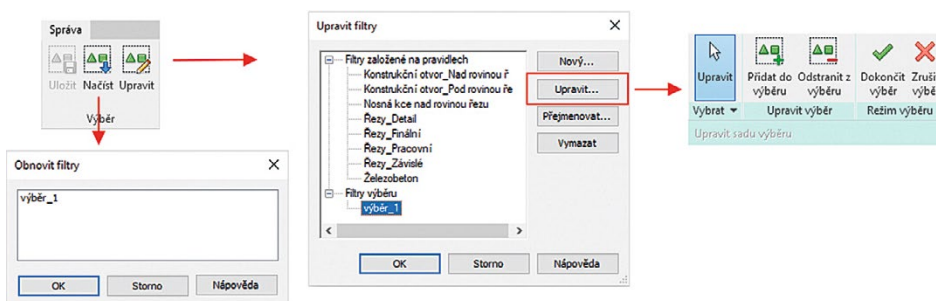 Správa
Uložit Načíst Upravit
Výběr
Obnovit filtry
výběr_1
OK Storno Nápověda
Upravit filtry
Filtry založené na pravidlech
Konstrukční otvor_Nad rovinou ř
Konstrukční otvor_Pod rovinou ře
Nosná kce nad rovinou řezu
Řezy_Detail
Řezy_Finální
Řezy_Pracovní
Řezy_Závislé
Železobeton
Filtry výběru
výběr_1
Nový...
Upravit...
Přejmenovat...
Vymazat
OK Storno Nápověda
Upravit
Přidat do výběru
Odstranit z výběru
Dokončit výběr
Zruši výbě
Vybrat Upravit výběr Režim výběru
Upravit sadu výběru